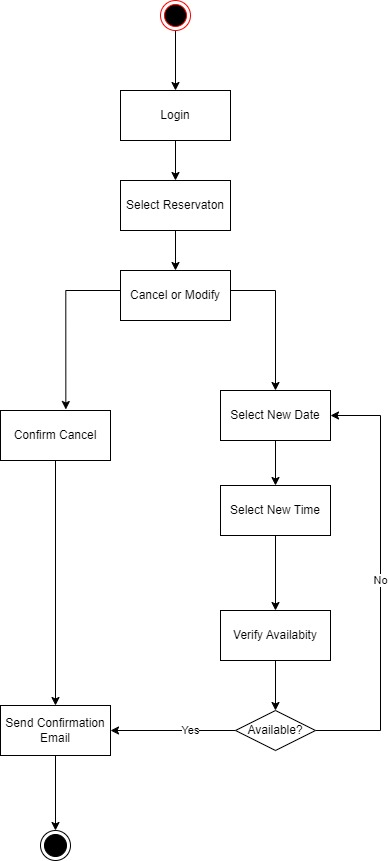 Login
Select Reservaton
Cancel or Modify
Select New Date
Confirm Cancel
Select New Time
No
Verify Availabity
Send Confirmation
Email
Yes
Available?